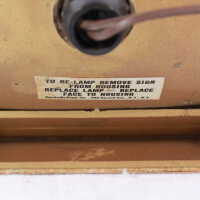 TO RE-LAMP REMOVE SIGN
FROM HOUSING
REPLACE LAMP — REPLACE
FACE TO HOUSING